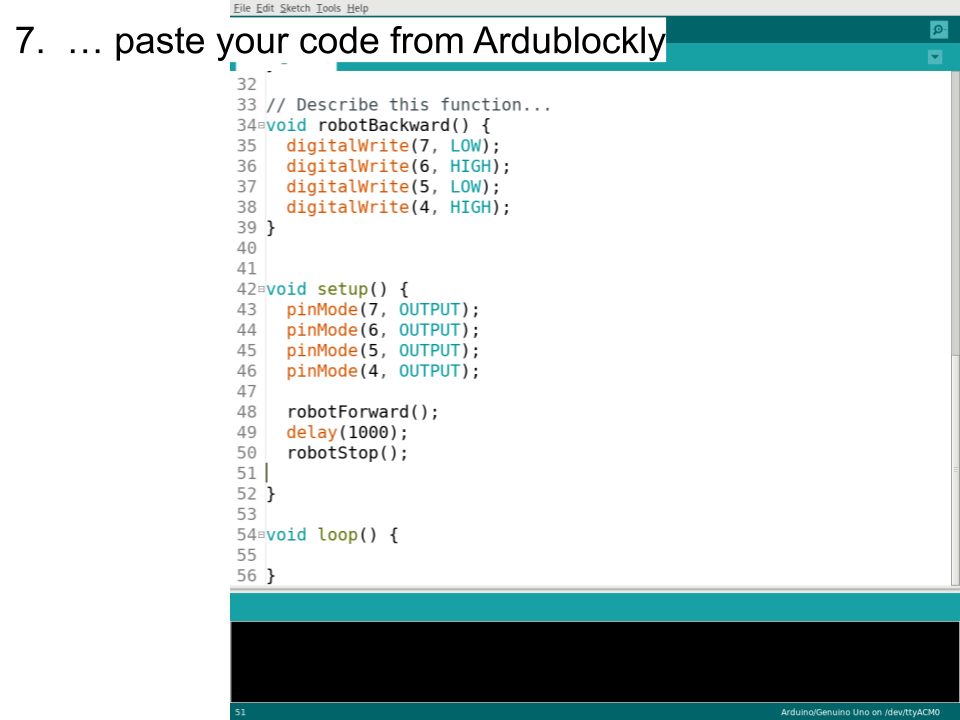 File Edit Sketch Tools Help
7. … paste your code from Ardublockly
32
33 // Describe this function...
34 void robotBackward() {
35 digitalWrite(7, LOW);
36 digitalWrite(6, HIGH);
37 digitalWrite(5, LOW);
38 digitalWrite(4, HIGH);
39 }
40
41
42 void setup() {
43 pinMode(7, OUTPUT);
44 pinMode(6, OUTPUT);
45 pinMode(5, OUTPUT);
46 pinMode(4, OUTPUT);
47
48 robotForward();
49 delay(1000);
50 robotStop();
51
52 }
53
54 void loop() {
55
56 }
51 Arduino/Genuino Uno on /dev/ttyACM0